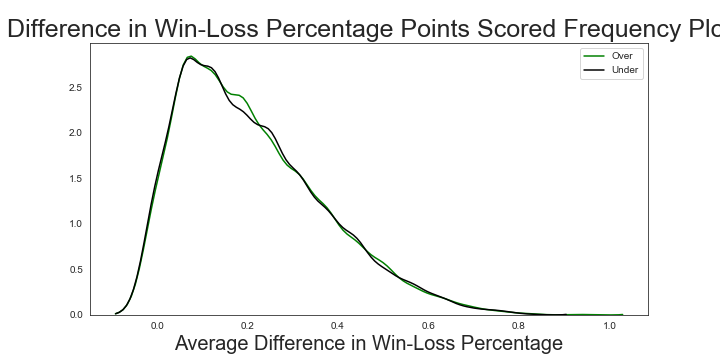 Difference in Win-Loss Percentage Points Scored Frequency Plo
Over
Under
2.5
2.0
1.5
1.0
0.5
0.0
0.0 0.2 0.4 0.6 0.8 1.0
Average Difference in Win-Loss Percentage